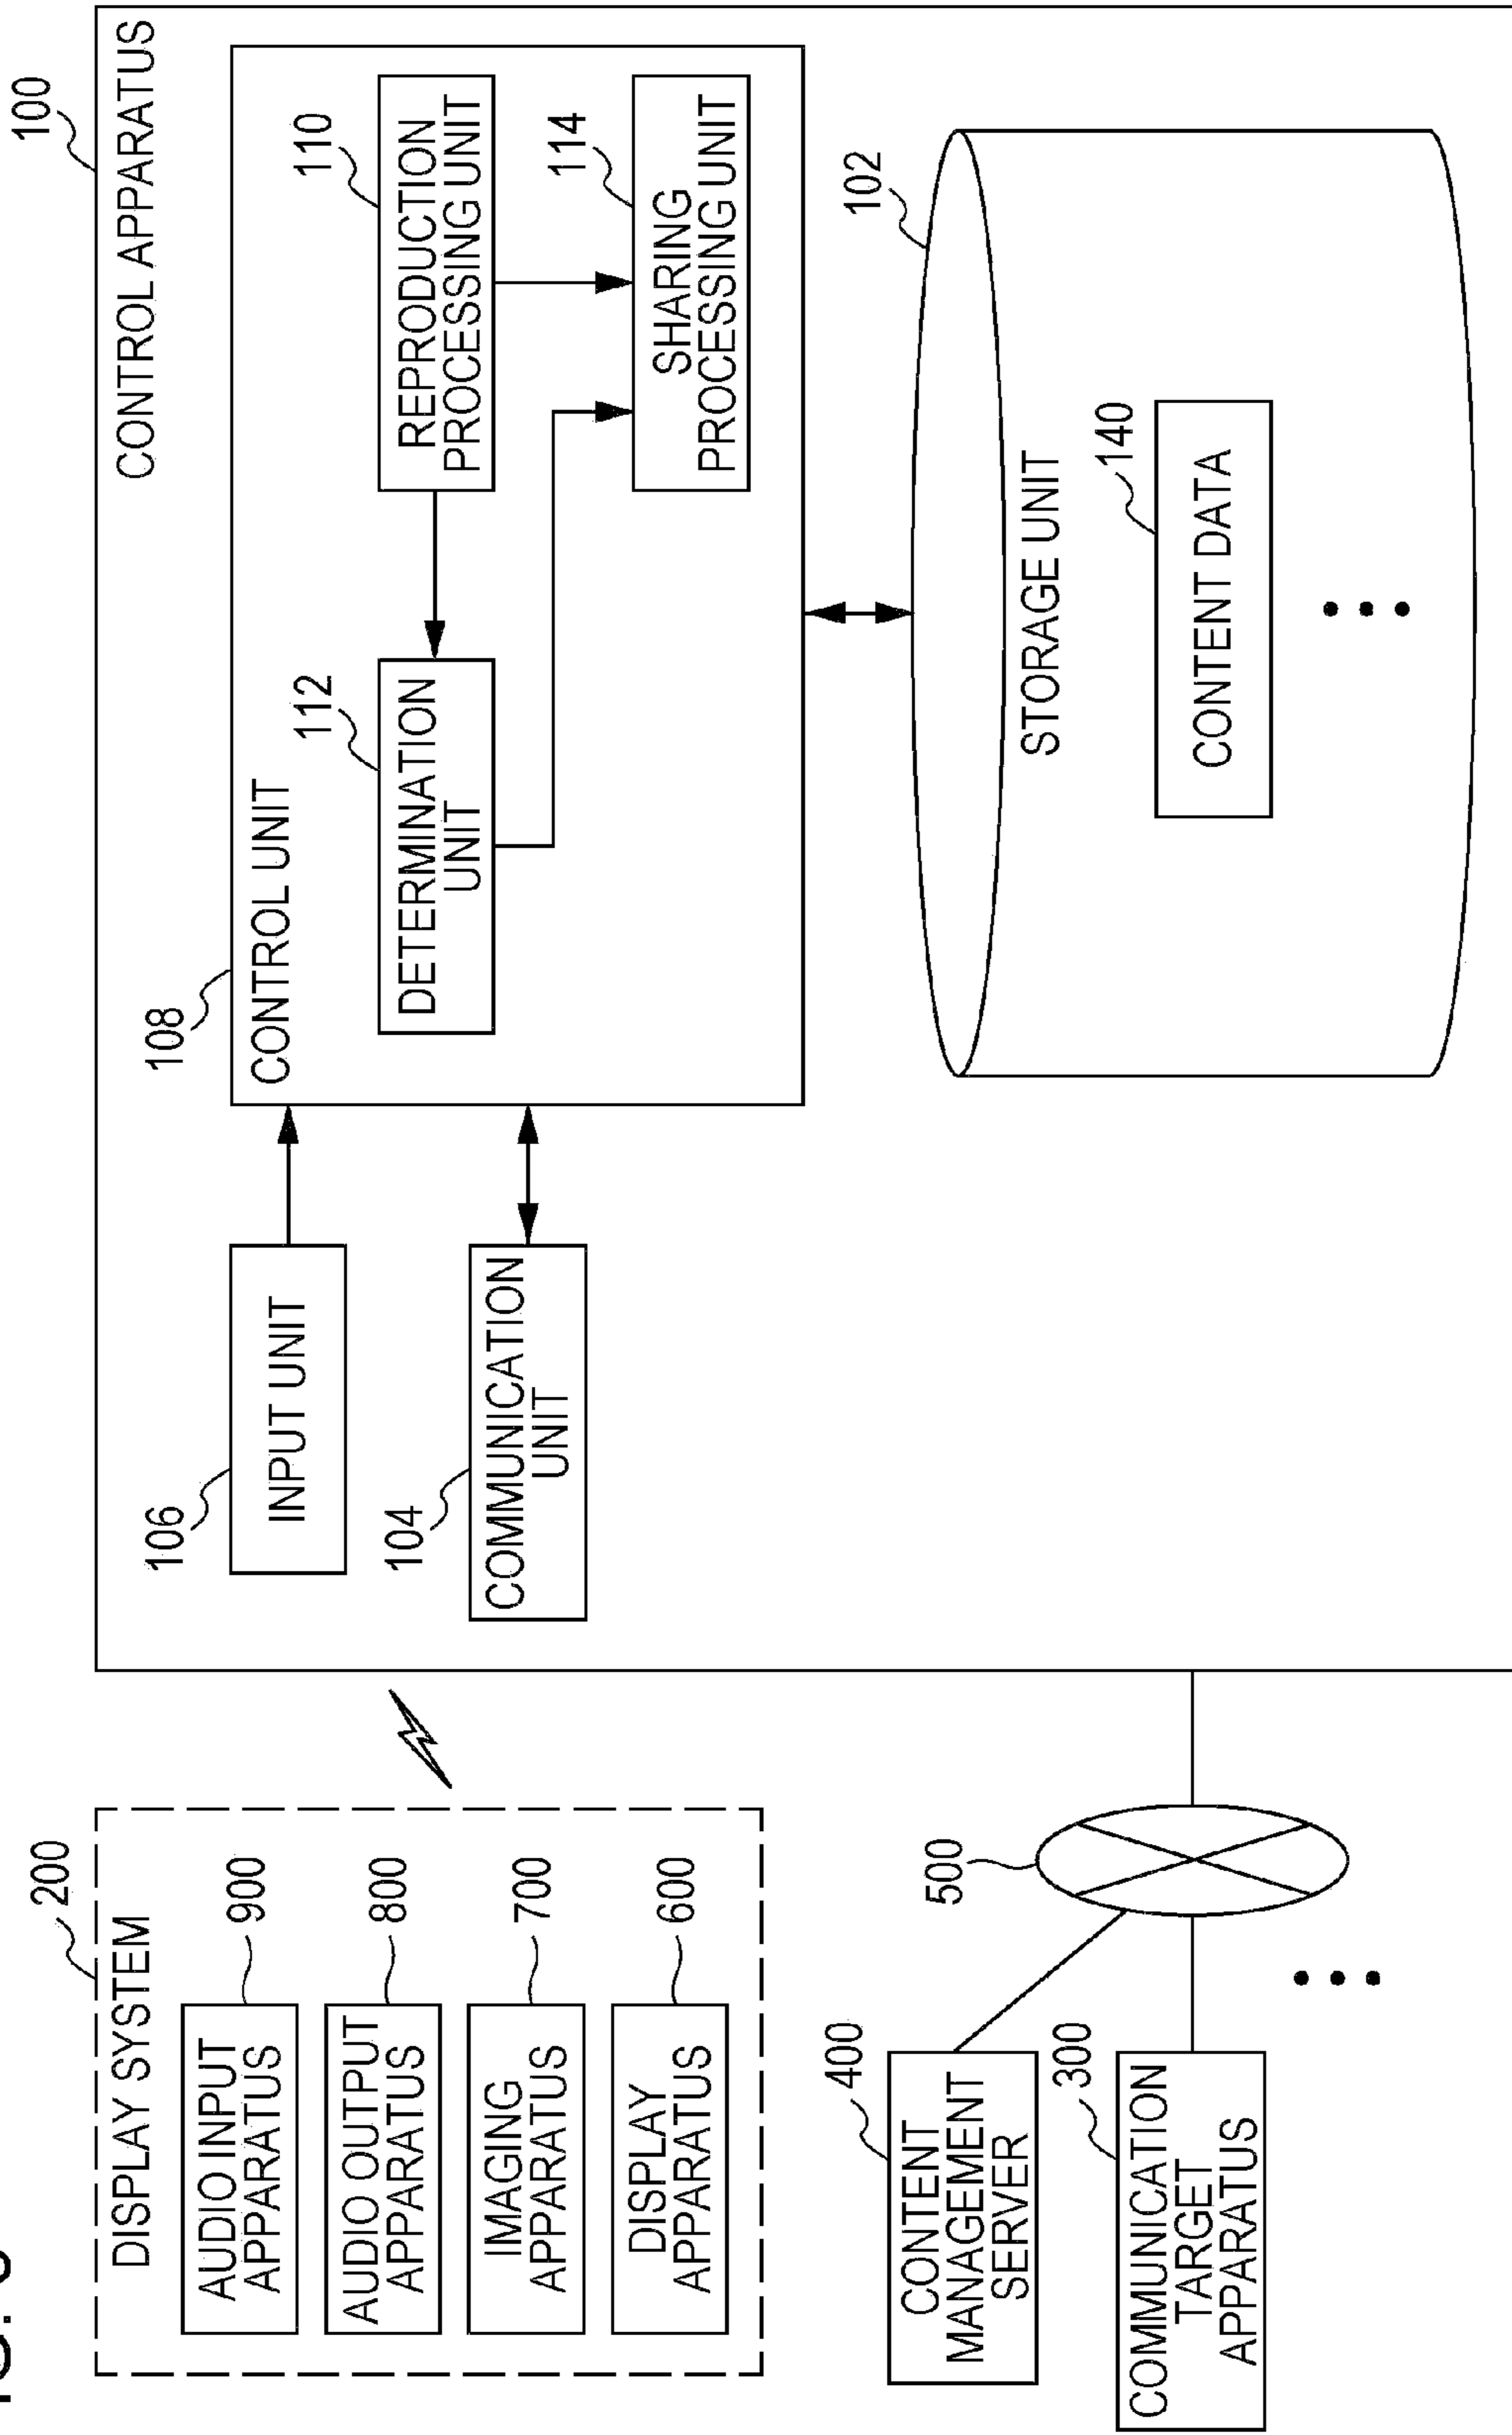 100
CONTROL APPARATUS
200
DISPLAY SYSTEM
AUDIO INPUT
APPARATUS
900
AUDIO OUTPUT
APPARATUS
800
IMAGING
APPARATUS
700
DISPLAY
APPARATUS
600
400
CONTENT
MANAGEMENT
SERVER
300
COMMUNICATION
TARGET
APPARATUS
500
106
INPUT UNIT
104
COMMUNICATION
UNIT
108
CONTROL UNIT
112
DETERMINATION
UNIT
110
REPRODUCTION
PROCESSING UNIT
114
SHARING
PROCESSING UNIT
102
STORAGE UNIT
140
CONTENT DATA